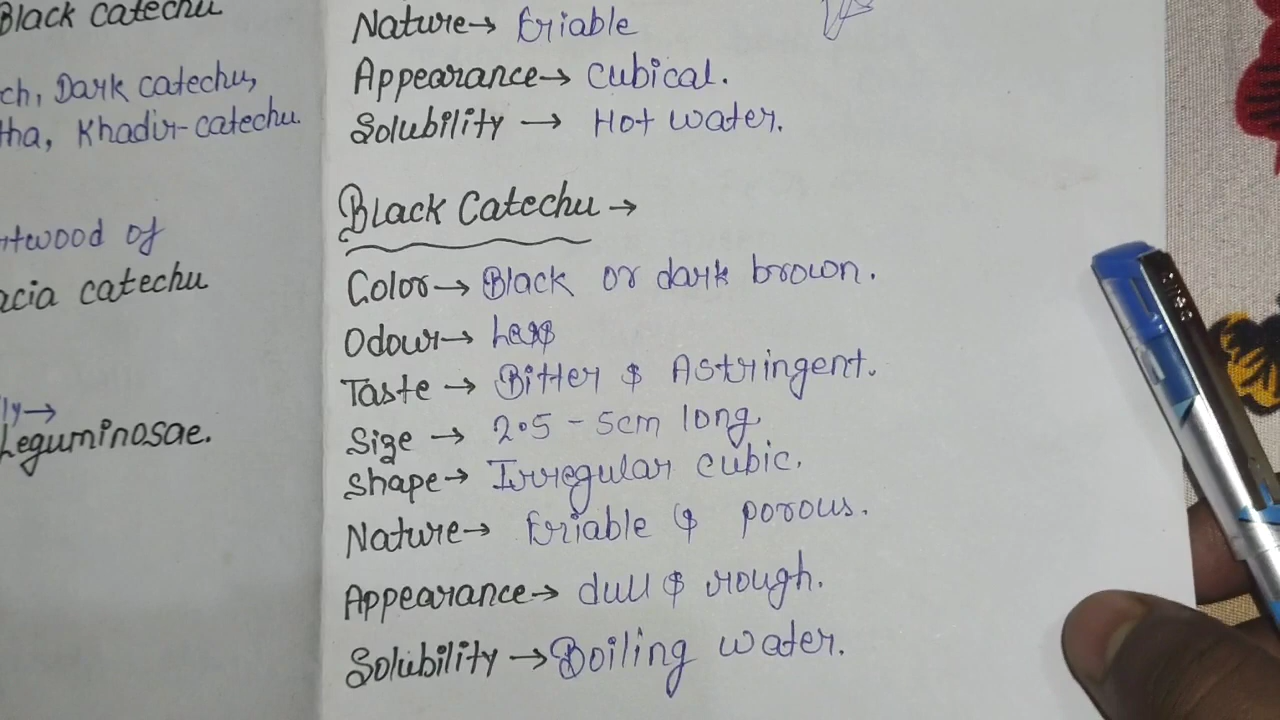 Black catechu
ch, Dark catechu,
tha, Khadir-catechu.
rtwood of
acia catechu
ly→
Leguminosae.
Nature→ Friable
Appearance→ Cubical.
Solubility → Hot water.
Black Catechu →
Color→ Black or dark brown.
Odour→ Less
Taste → Bitter & Astringent.
Size → 2.5 - 5cm long.
Shape→ Irregular cubic.
Nature→ Friable & porous.
Appearance→ dull & rough.
Solubility →Boiling water.